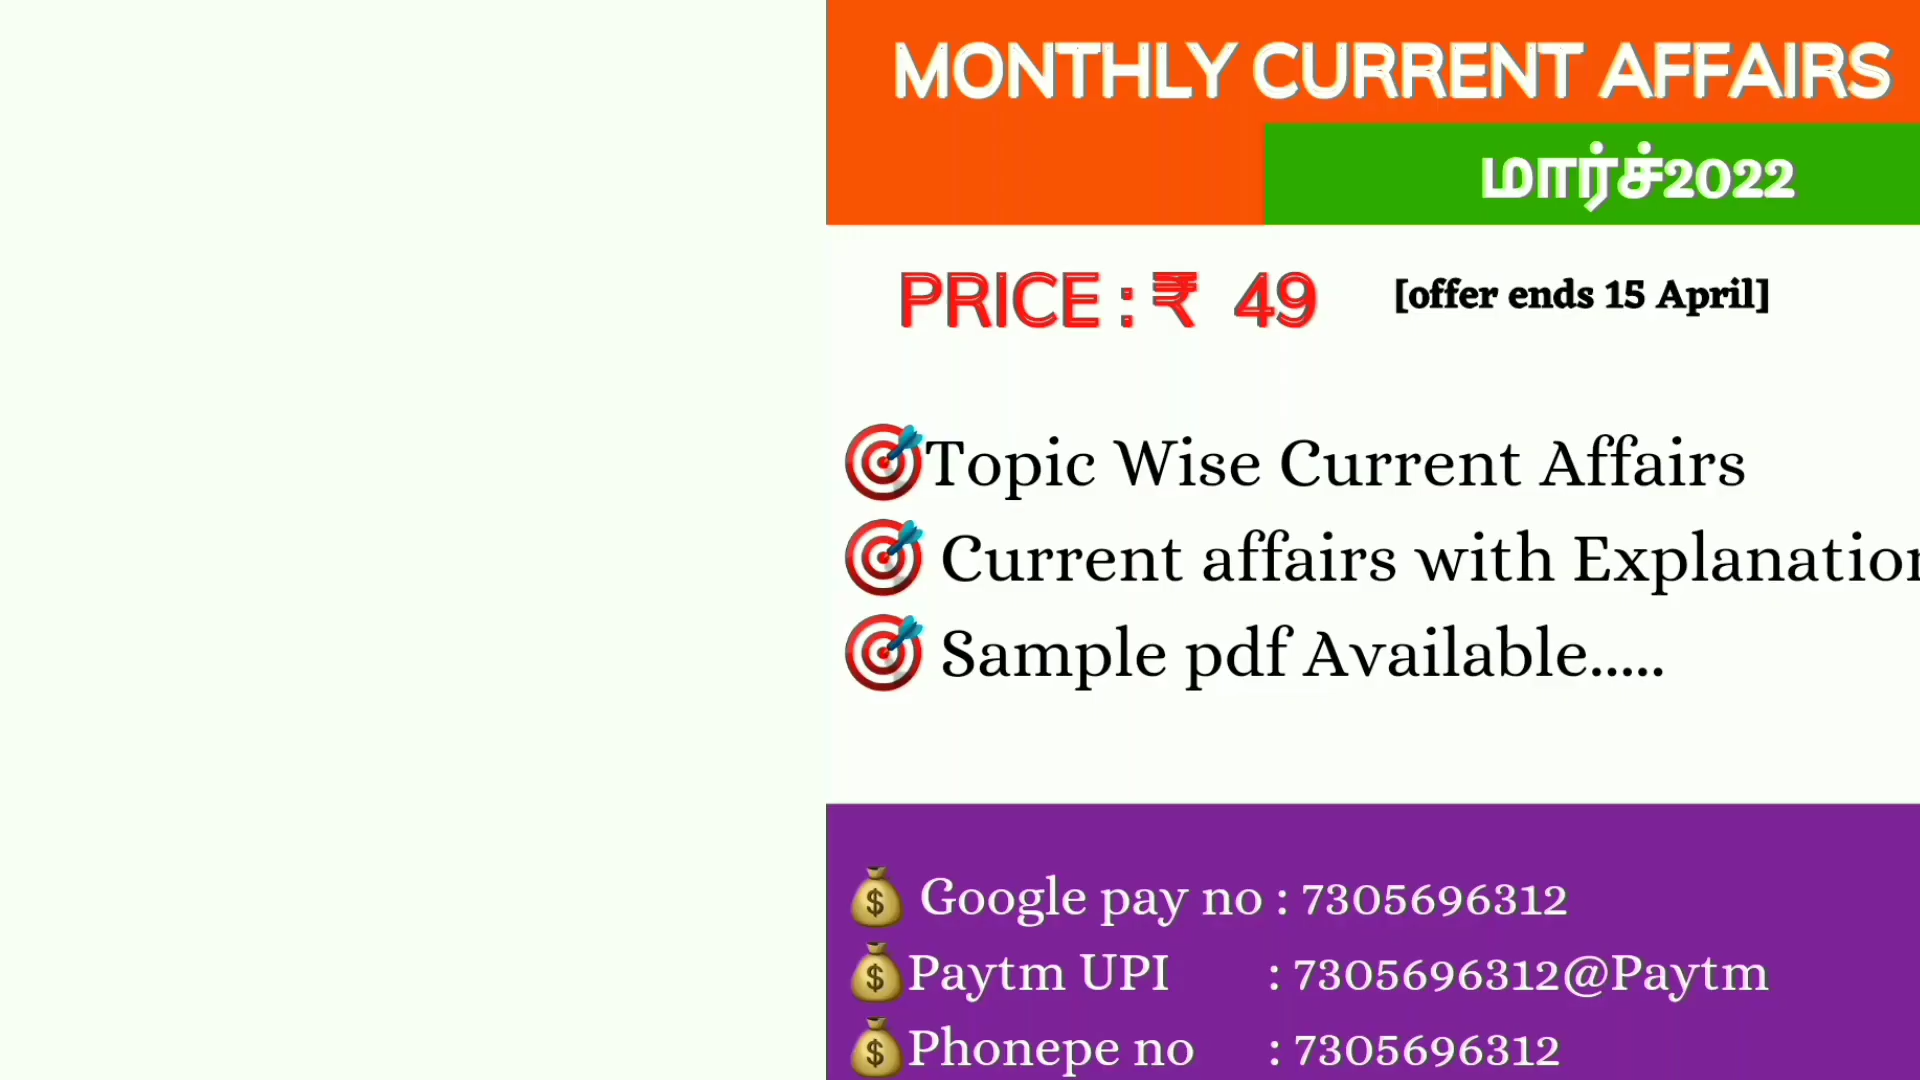 MONTHLY CURRENT AFFAIRS
மார்ச்2022
PRICE : ₹ 49 [offer ends 15 April]
🎯Topic Wise Current Affairs
🎯 Current affairs with Explanation
🎯 Sample pdf Available.....
💰 Google pay no : 7305696312
💰Paytm UPI : 7305696312@Paytm
💰Phonepe no : 7305696312